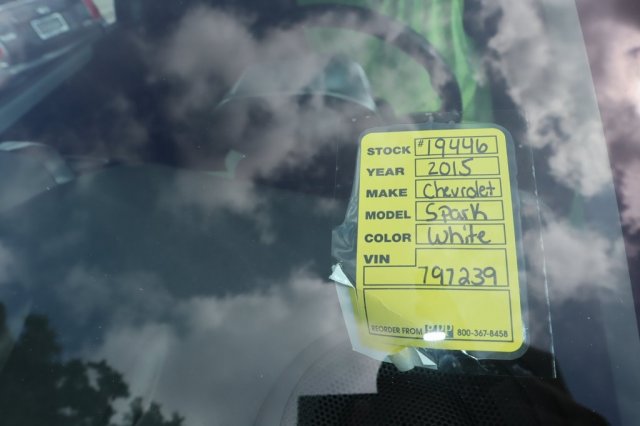 STOCK #19446
YEAR 2015
MAKE Chevrolet
MODEL Spark
COLOR White
VIN
797239
REORDER FROM 800-367-8458